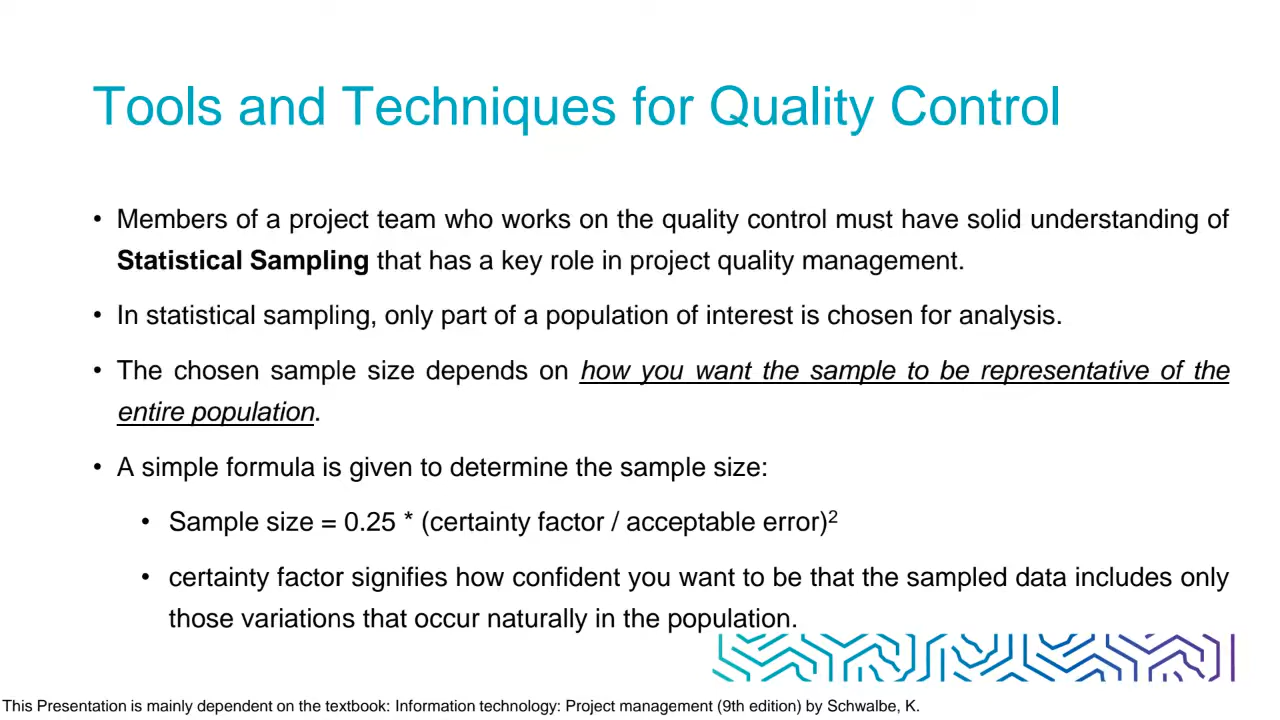 Tools and Techniques for Quality Control
• Members of a project team who works on the quality control must have solid understanding of
Statistical Sampling that has a key role in project quality management.
• In statistical sampling, only part of a population of interest is chosen for analysis.
• The chosen sample size depends on how you want the sample to be representative of the
entire population.
• A simple formula is given to determine the sample size:
• Sample size = 0.25 * (certainty factor / acceptable error)²
• certainty factor signifies how confident you want to be that the sampled data includes only
those variations that occur naturally in the population.
This Presentation is mainly dependent on the textbook: Information technology: Project management (9th edition) by Schwalbe, K.